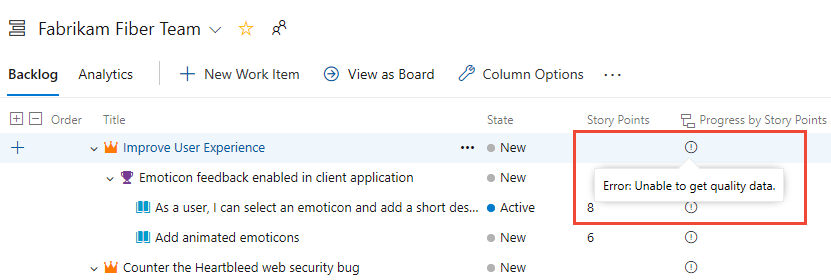 Fabrikam Fiber Team
Backlog Analytics New Work Item View as Board Column Options ...
Order Title State Story Points Progress by Story Points
Improve User Experience ... New
Emoticon feedback enabled in client application New
Error: Unable to get quality data.
As a user, I can select an emoticon and add a short des... Active 8
Add animated emoticons New 6
Counter the Heartbleed web security bug New